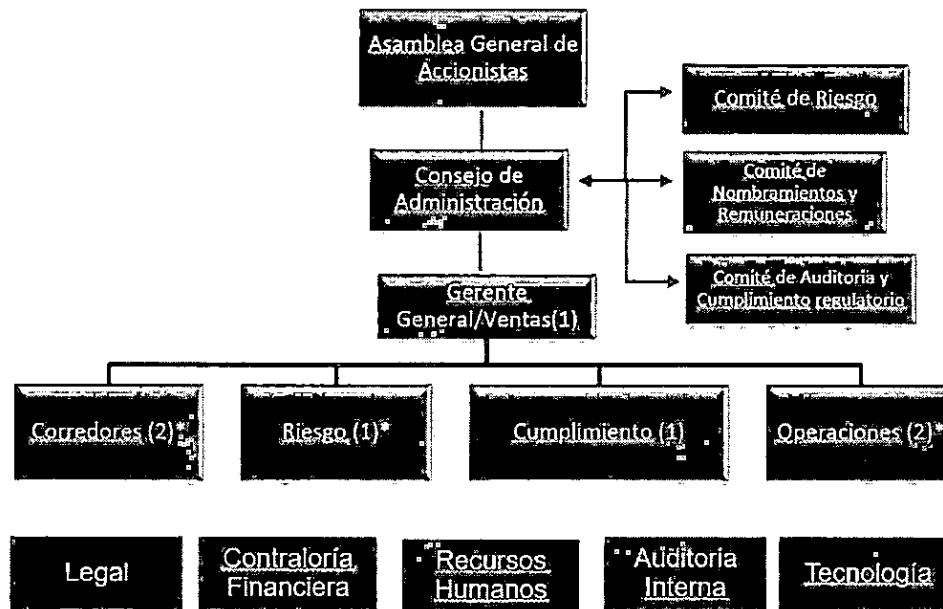 Asamblea General de
Accionistas
Comité de Riesgo
Consejo de
Administración
Comité de
Nombramientos y
Remuneraciones
Comité de Auditoria y
Cumplimiento regulatorio
Gerente
General/Ventas(1)
Corredores (2)*
Riesgo (1)*
Cumplimiento (1)
Operaciones (2)*
Legal
Contraloría
Financiera
Recursos
Humanos
Auditoria
Interna
Tecnología